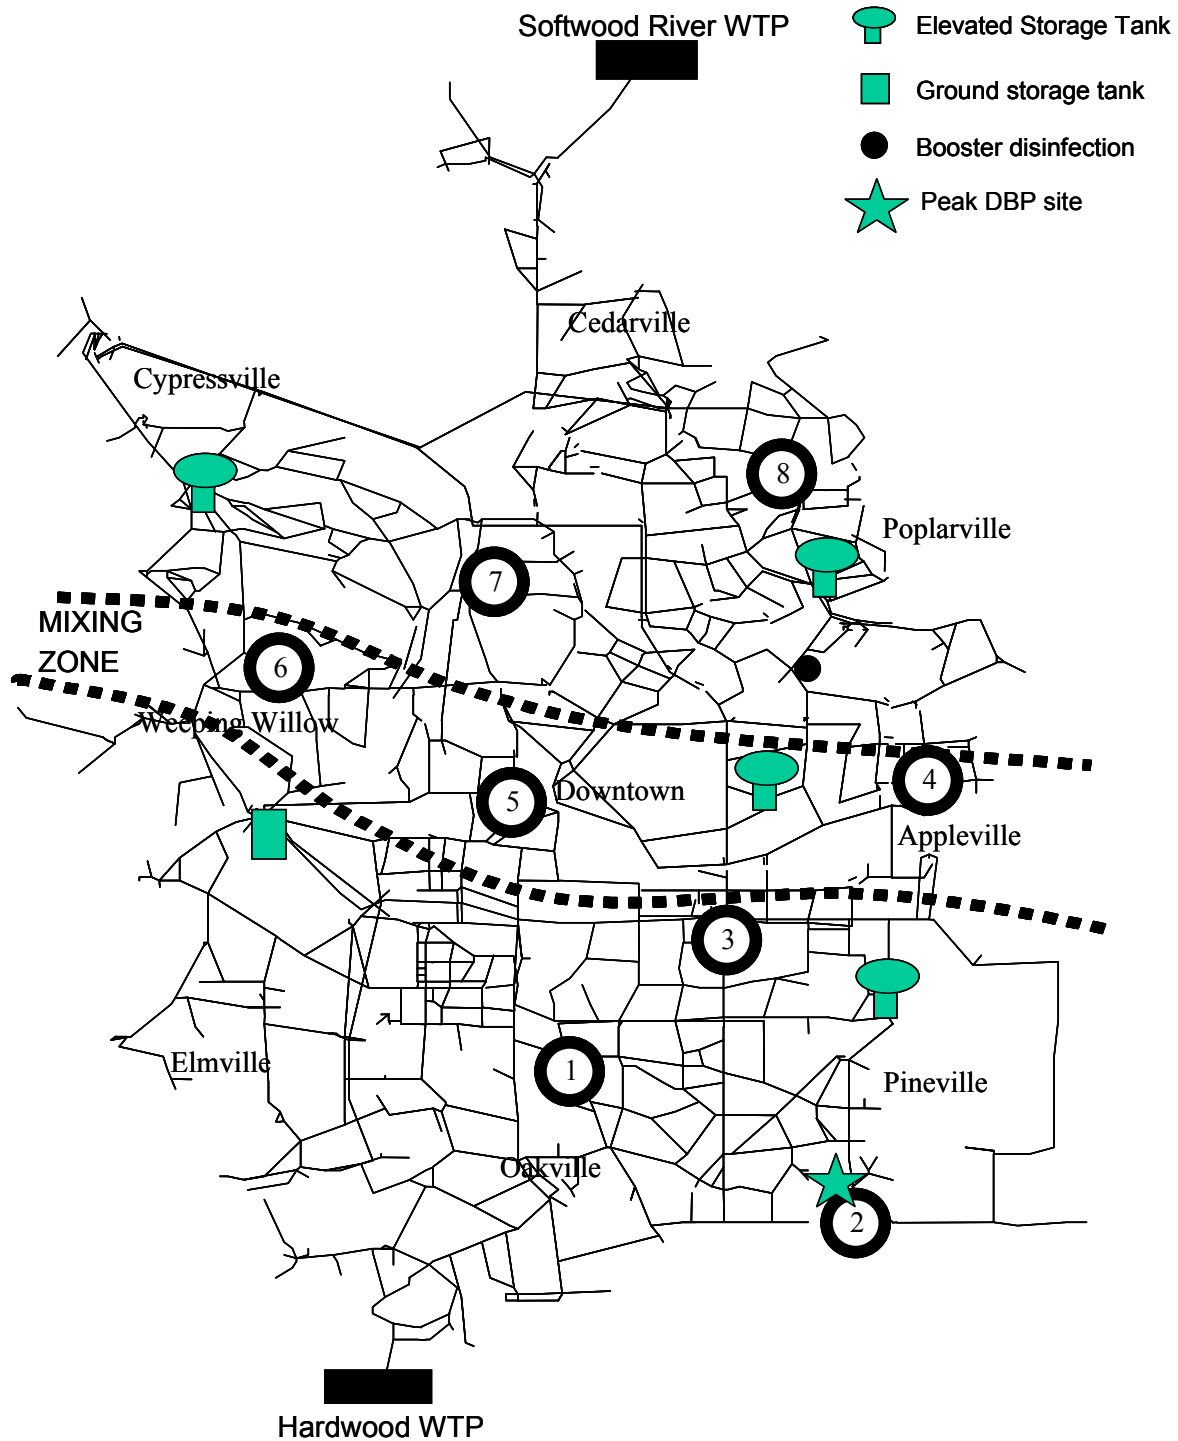 Softwood River WTP
Elevated Storage Tank
Ground storage tank
Booster disinfection
Peak DBP site
Cedarville
Cypressville
8
Poplarville
7
MIXING
ZONE
6
Weeping Willow
5
Downtown
4
Appleville
3
Elmville
1
Pineville
Oakville
2
Hardwood WTP